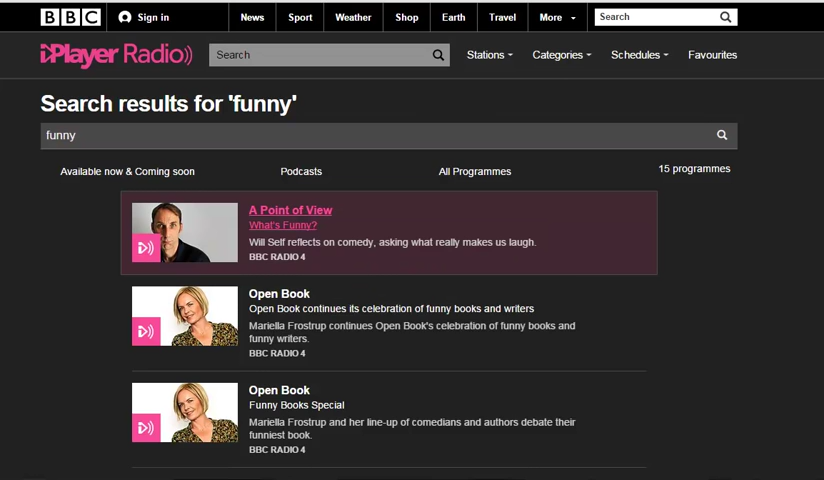 BBC Sign in News Sport Weather Shop Earth Travel More Search
iPlayer Radio Search Stations Categories Schedules Favourites
Search results for 'funny'
funny
Available now & Coming soon Podcasts All Programmes 15 programmes
A Point of View
What's Funny?
Will Self reflects on comedy, asking what really makes us laugh.
BBC RADIO 4
Open Book
Open Book continues its celebration of funny books and writers
Mariella Frostrup continues Open Book's celebration of funny books and
funny writers.
BBC RADIO 4
Open Book
Funny Books Special
Mariella Frostrup and her line-up of comedians and authors debate their
funniest book.
BBC RADIO 4